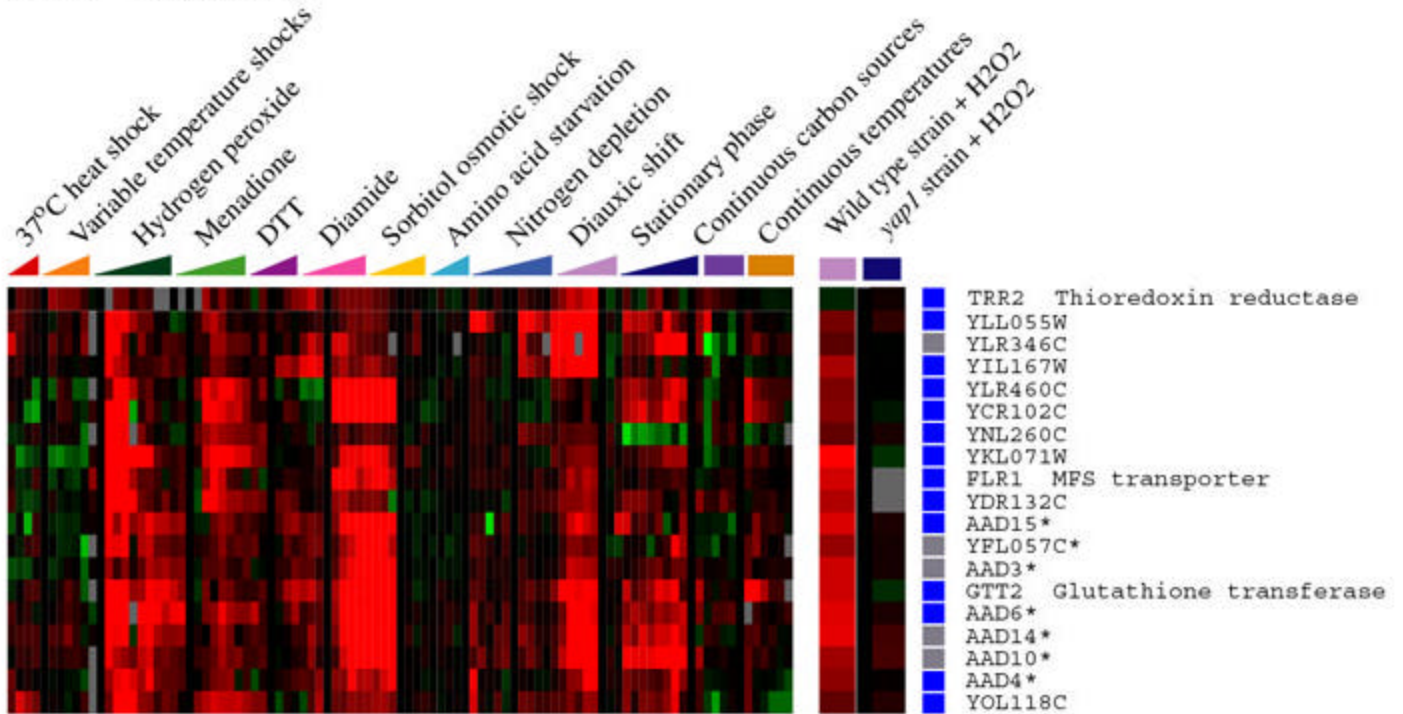 37°C heat shock
Variable temperature shocks
Hydrogen peroxide
Menadione
DTT
Diamide
Sorbitol osmotic shock
Amino acid starvation
Nitrogen depletion
Diauxic shift
Stationary phase
Continuous carbon sources
Continuous temperatures
Wild type strain + H2O2
yap1 strain + H2O2
TRR2 Thioredoxin reductase
YLL055W
YLR346C
YIL167W
YLR460C
YCR102C
YNL260C
YKL071W
FLR1 MFS transporter
YDR132C
AAD15*
YFL057C*
AAD3*
GTT2 Glutathione transferase
AAD6*
AAD14*
AAD10*
AAD4*
YOL118C